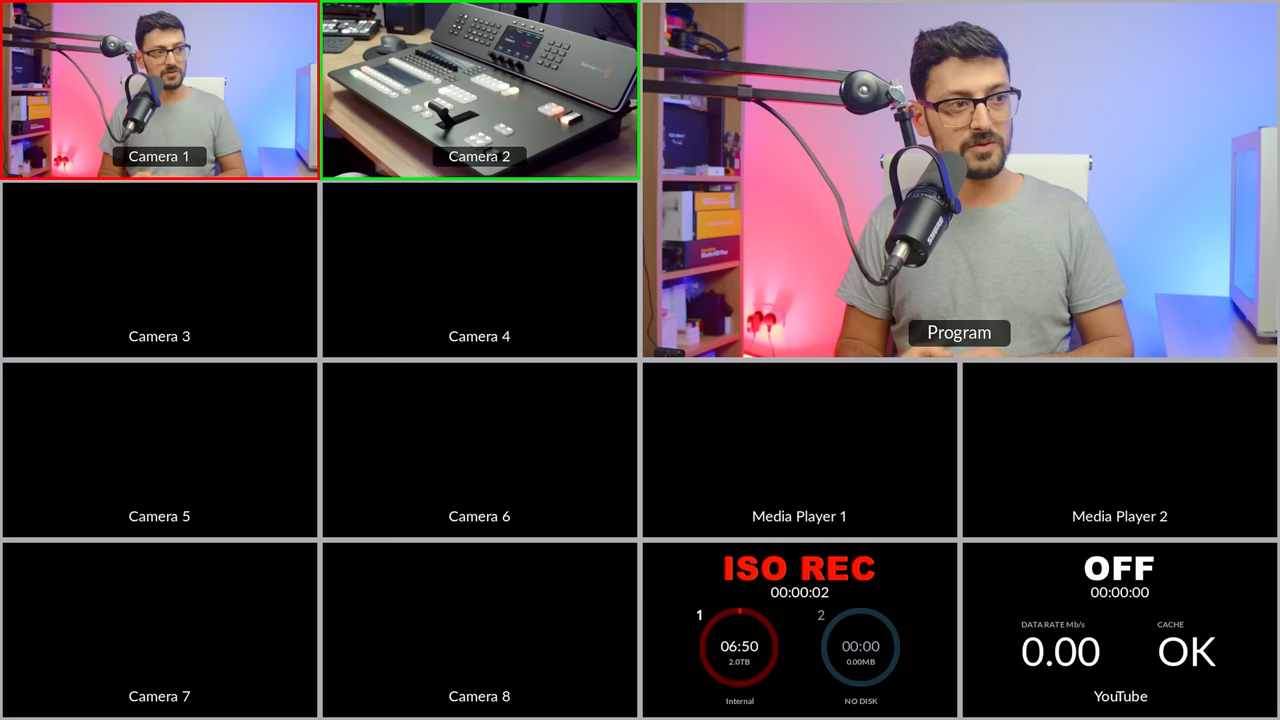 Camera 1
Camera 2
SHURE
Program
Camera 3
Camera 4
Camera 5
Camera 6
Media Player 1
Media Player 2
Camera 7
Camera 8
ISO REC
00:00:02
1
06:50
2.0TB
Internal
2
00:00
0.00MB
NO DISK
OFF
00:00:00
DATA RATE Mb/s
0.00
CACHE
OK
YouTube